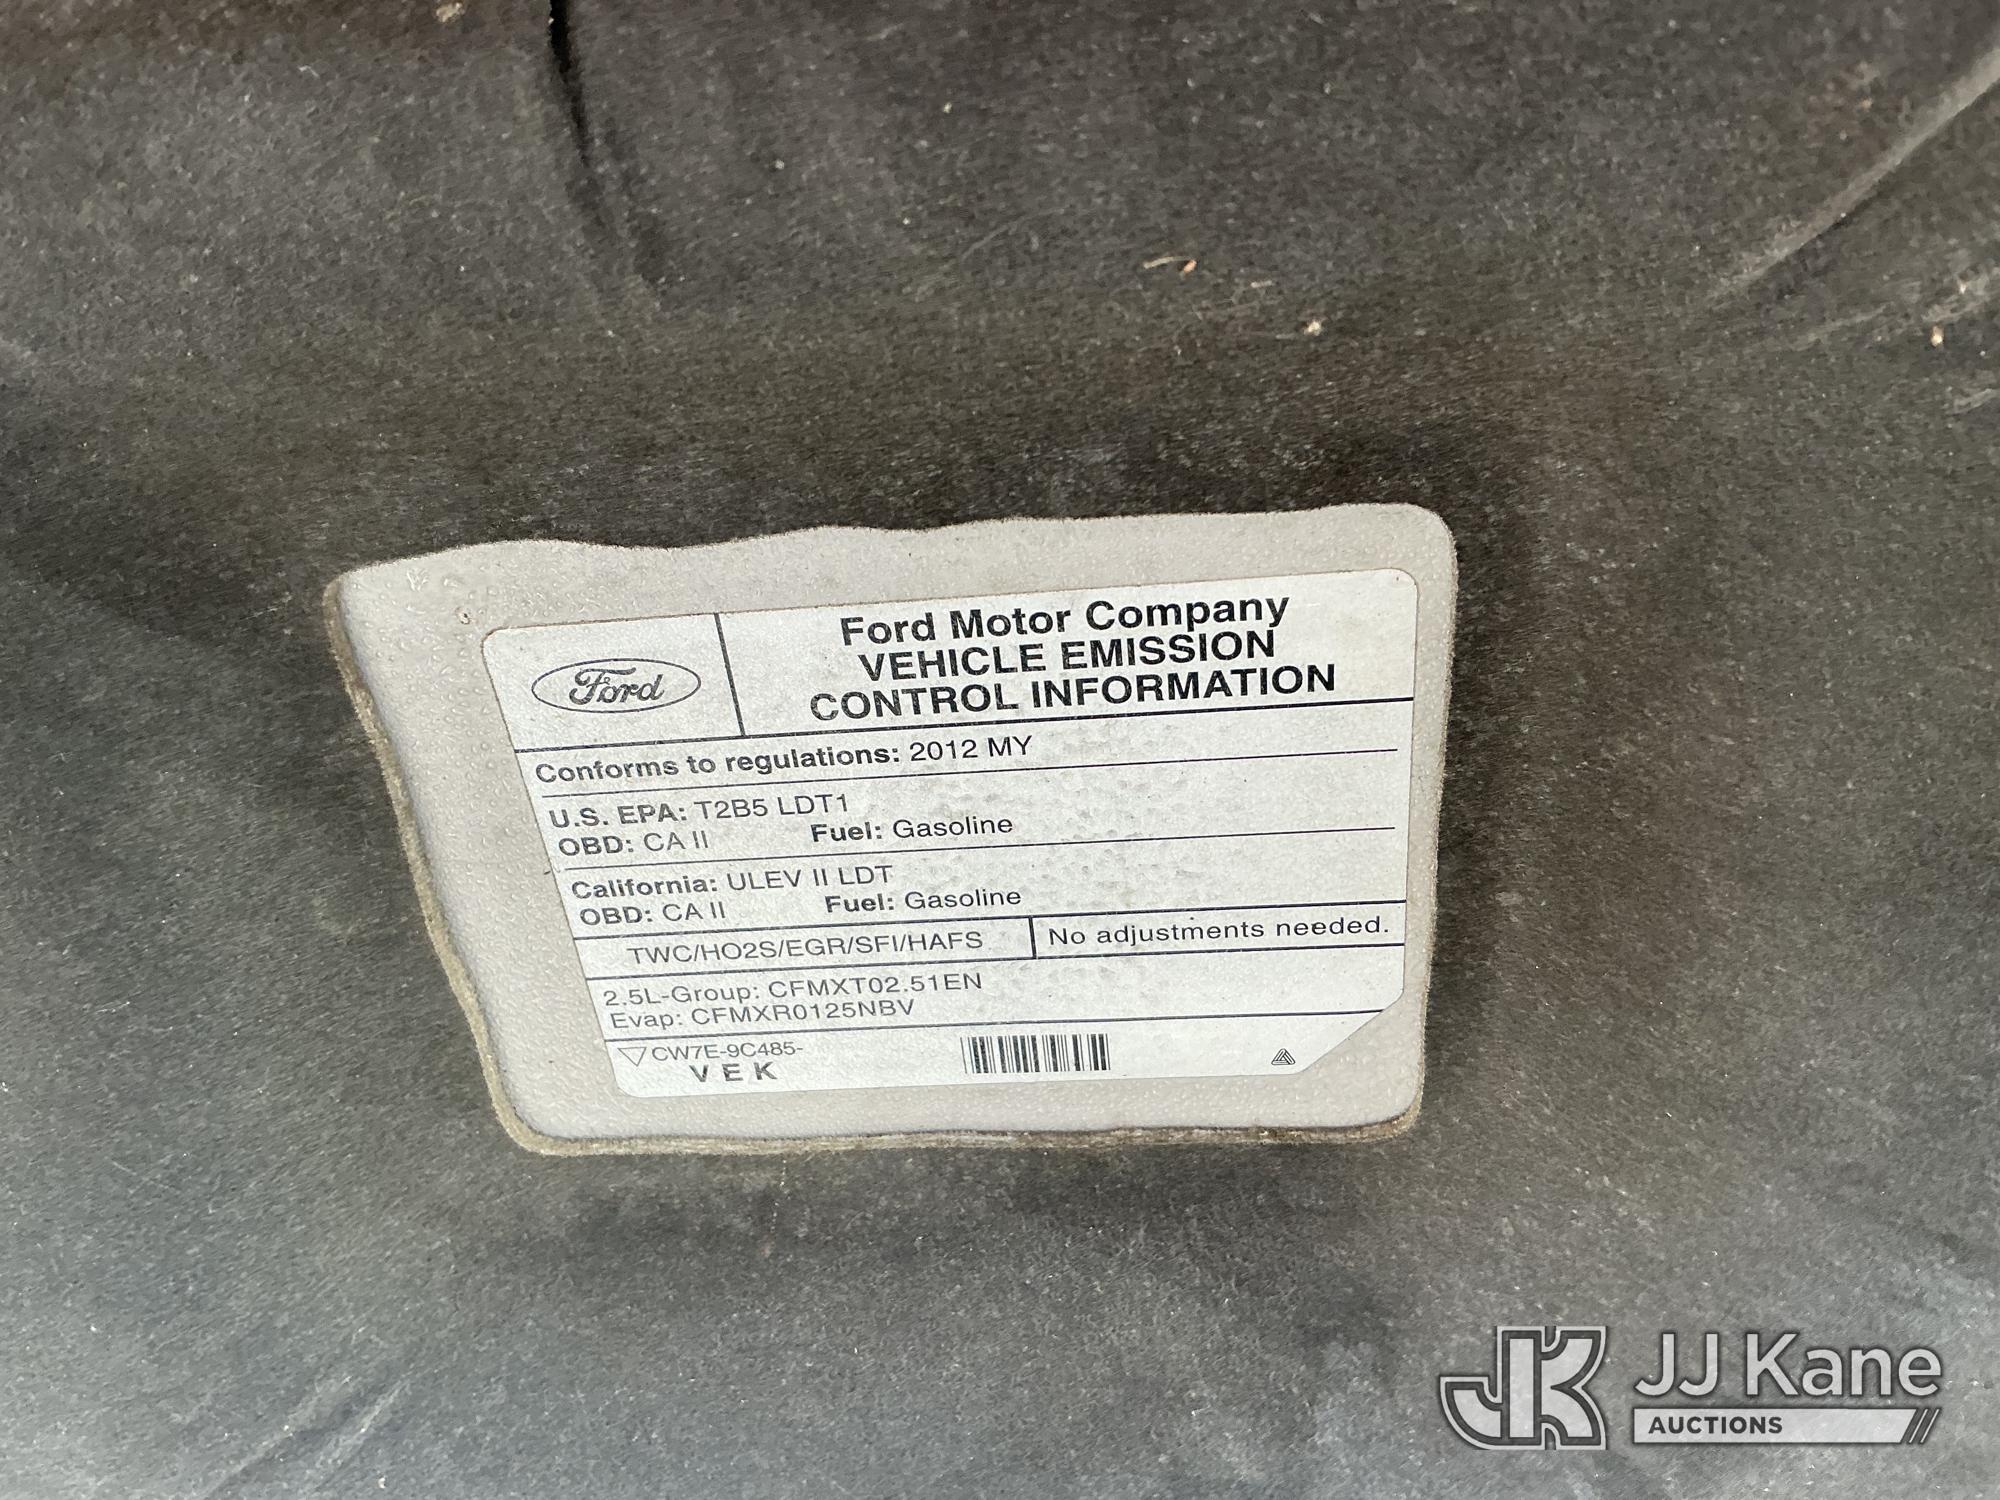 Ford
Ford Motor Company
VEHICLE EMISSION
CONTROL INFORMATION
Conforms to regulations: 2012 MY
U.S. EPA: T2B5 LDT1
OBD: CA II Fuel: Gasoline
California: ULEV II LDT
OBD: CA II Fuel: Gasoline
TWC/HO2S/EGR/SFI/HAFS No adjustments needed.
2.5L-Group: CFMXT02.51EN
Evap: CFMXR0125NBV
CW7E-9C485-
V E K
JK JJ Kane
AUCTIONS